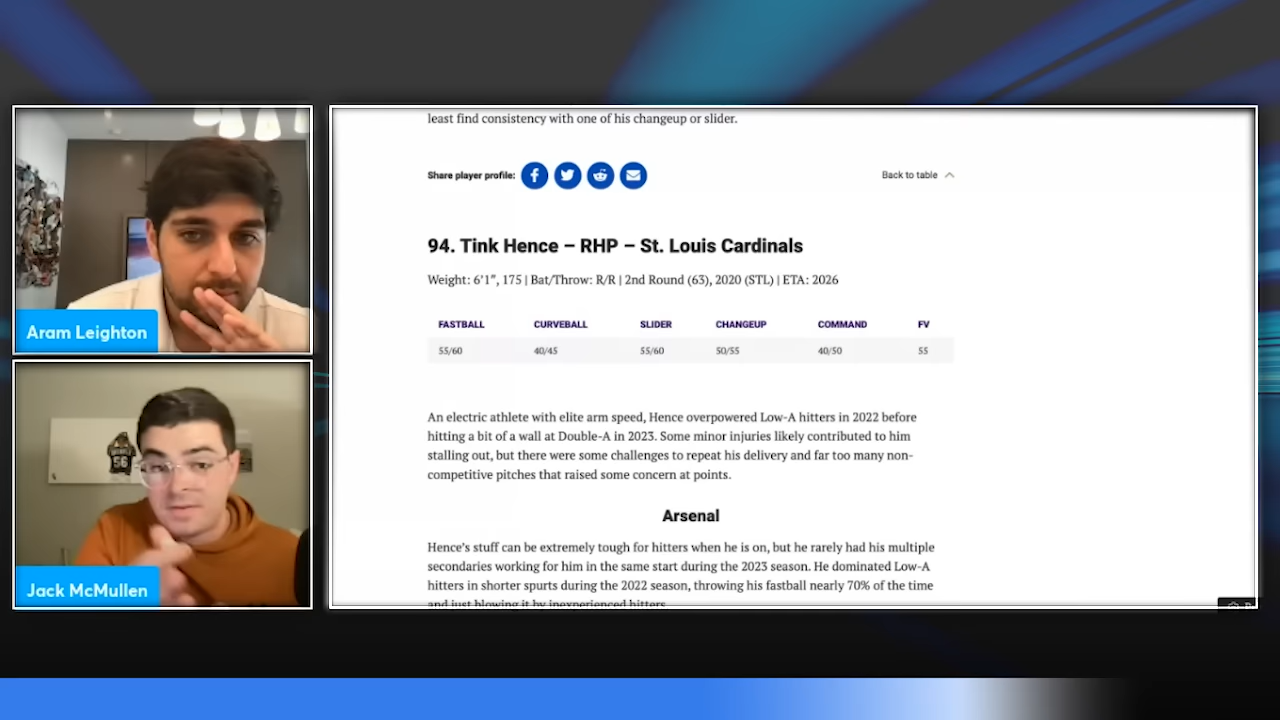 least find consistency with one of his changeup or slider.
Share player profile:
Back to table
94. Tink Hence – RHP – St. Louis Cardinals
Weight: 6'1″, 175 | Bat/Throw: R/R | 2nd Round (63), 2020 (STL) | ETA: 2026
FASTBALL CURVEBALL SLIDER CHANGEUP COMMAND FV
55/60 40/45 55/60 50/55 40/50 55
An electric athlete with elite arm speed, Hence overpowered Low-A hitters in 2022 before
hitting a bit of a wall at Double-A in 2023. Some minor injuries likely contributed to him
stalling out, but there were some challenges to repeat his delivery and far too many non-
competitive pitches that raised some concern at points.
Arsenal
Hence's stuff can be extremely tough for hitters when he is on, but he rarely had his multiple
secondaries working for him in the same start during the 2023 season. He dominated Low-A
hitters in shorter spurts during the 2022 season, throwing his fastball nearly 70% of the time
and just blowing it by inexperienced hitters.
Aram Leighton
56
Jack McMullen